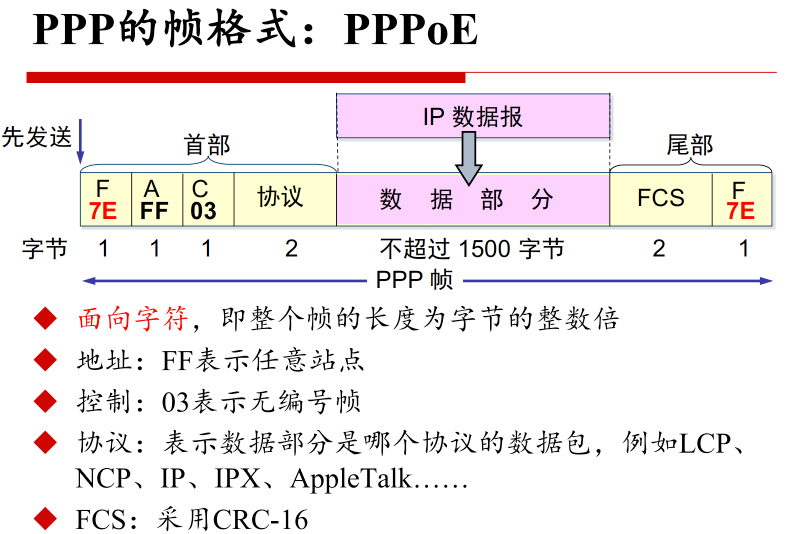 PPP的帧格式：PPPoE
IP 数据报
先发送
首部
尾部
F A C 协议 数 据 部 分 FCS F
7E FF 03 7E
字节 1 1 1 2 不超过 1500 字节 2 1
PPP 帧
面向字符，即整个帧的长度为字节的整数倍
地址：FF表示任意站点
控制：03表示无编号帧
协议：表示数据部分是哪个协议的数据包，例如LCP、
NCP、IP、IPX、AppleTalk……
FCS：采用CRC-16